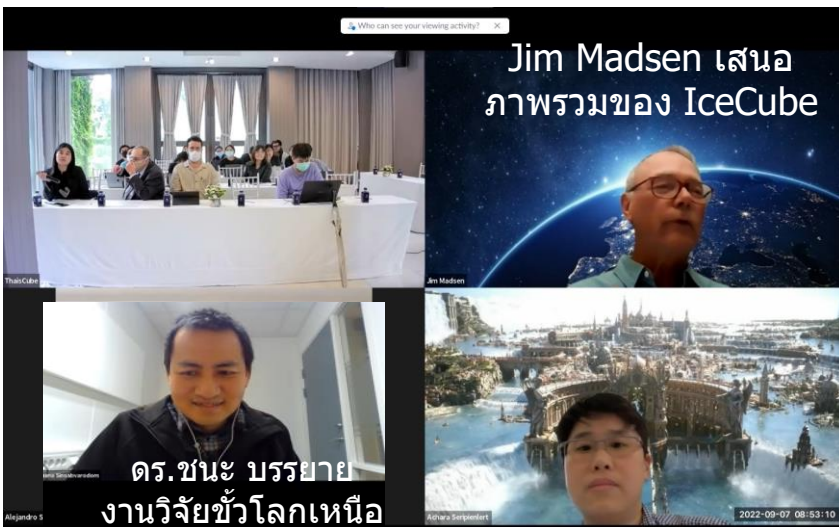 Who can see your viewing activity?
Jim Madsen เสนอ
ภาพรวมของ IceCube
ThaisCube
Jim Madsen
ดร.ชนะ บรรยาย
งานวิจัยขั้วโลกเหนือ
Alejandro S
Achara Seripienlert
2022-09-07 08:53:10